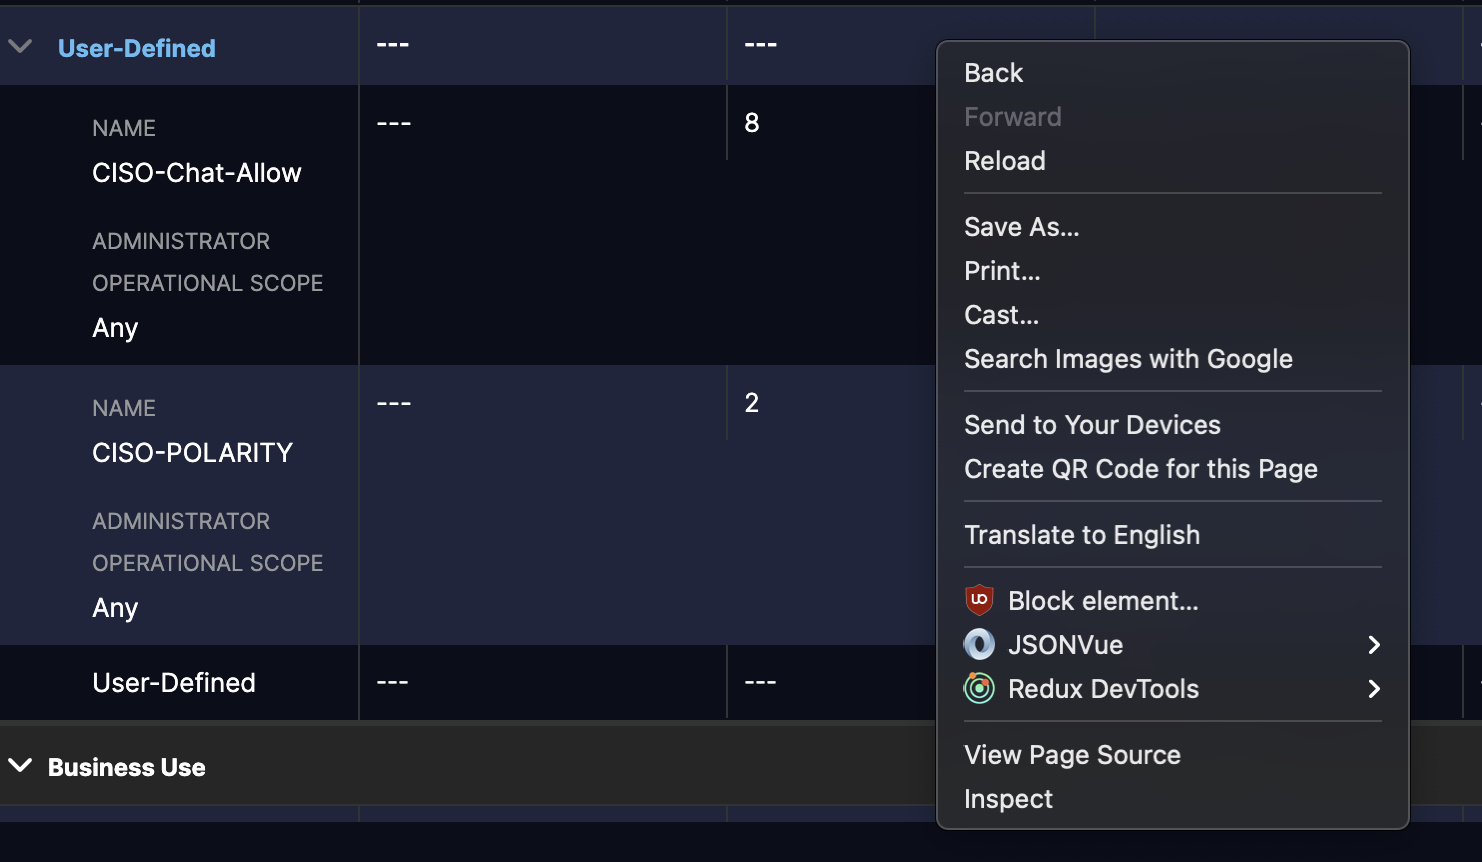 User-Defined
---
---
NAME
CISO-Chat-Allow
ADMINISTRATOR
OPERATIONAL SCOPE
Any
---
8
NAME
CISO-POLARITY
ADMINISTRATOR
OPERATIONAL SCOPE
Any
---
2
User-Defined
---
---
Business Use
Back
Forward
Reload
Save As...
Print...
Cast...
Search Images with Google
Send to Your Devices
Create QR Code for this Page
Translate to English
Block element...
JSONVue
Redux DevTools
View Page Source
Inspect